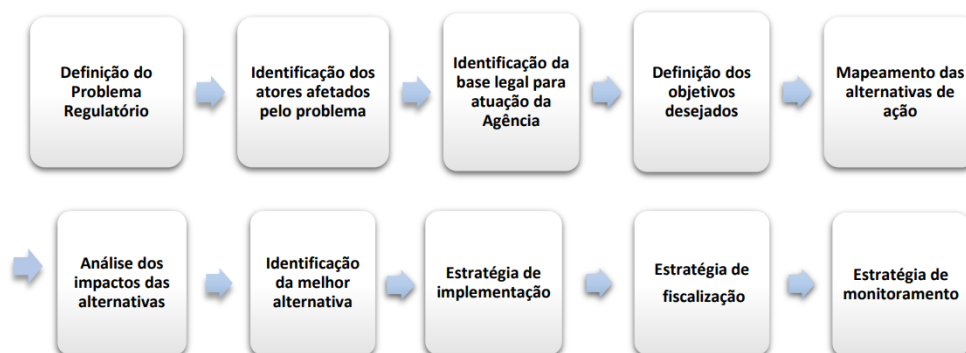 Definição do
Problema
Regulatório
Identificação dos
atores afetados
pelo problema
Identificação da
base legal para
atuação da
Agência
Definição dos
objetivos
desejados
Mapeamento das
alternativas de
ação
Análise dos
impactos das
alternativas
Identificação
da melhor
alternativa
Estratégia de
implementação
Estratégia de
fiscalização
Estratégia de
monitoramento